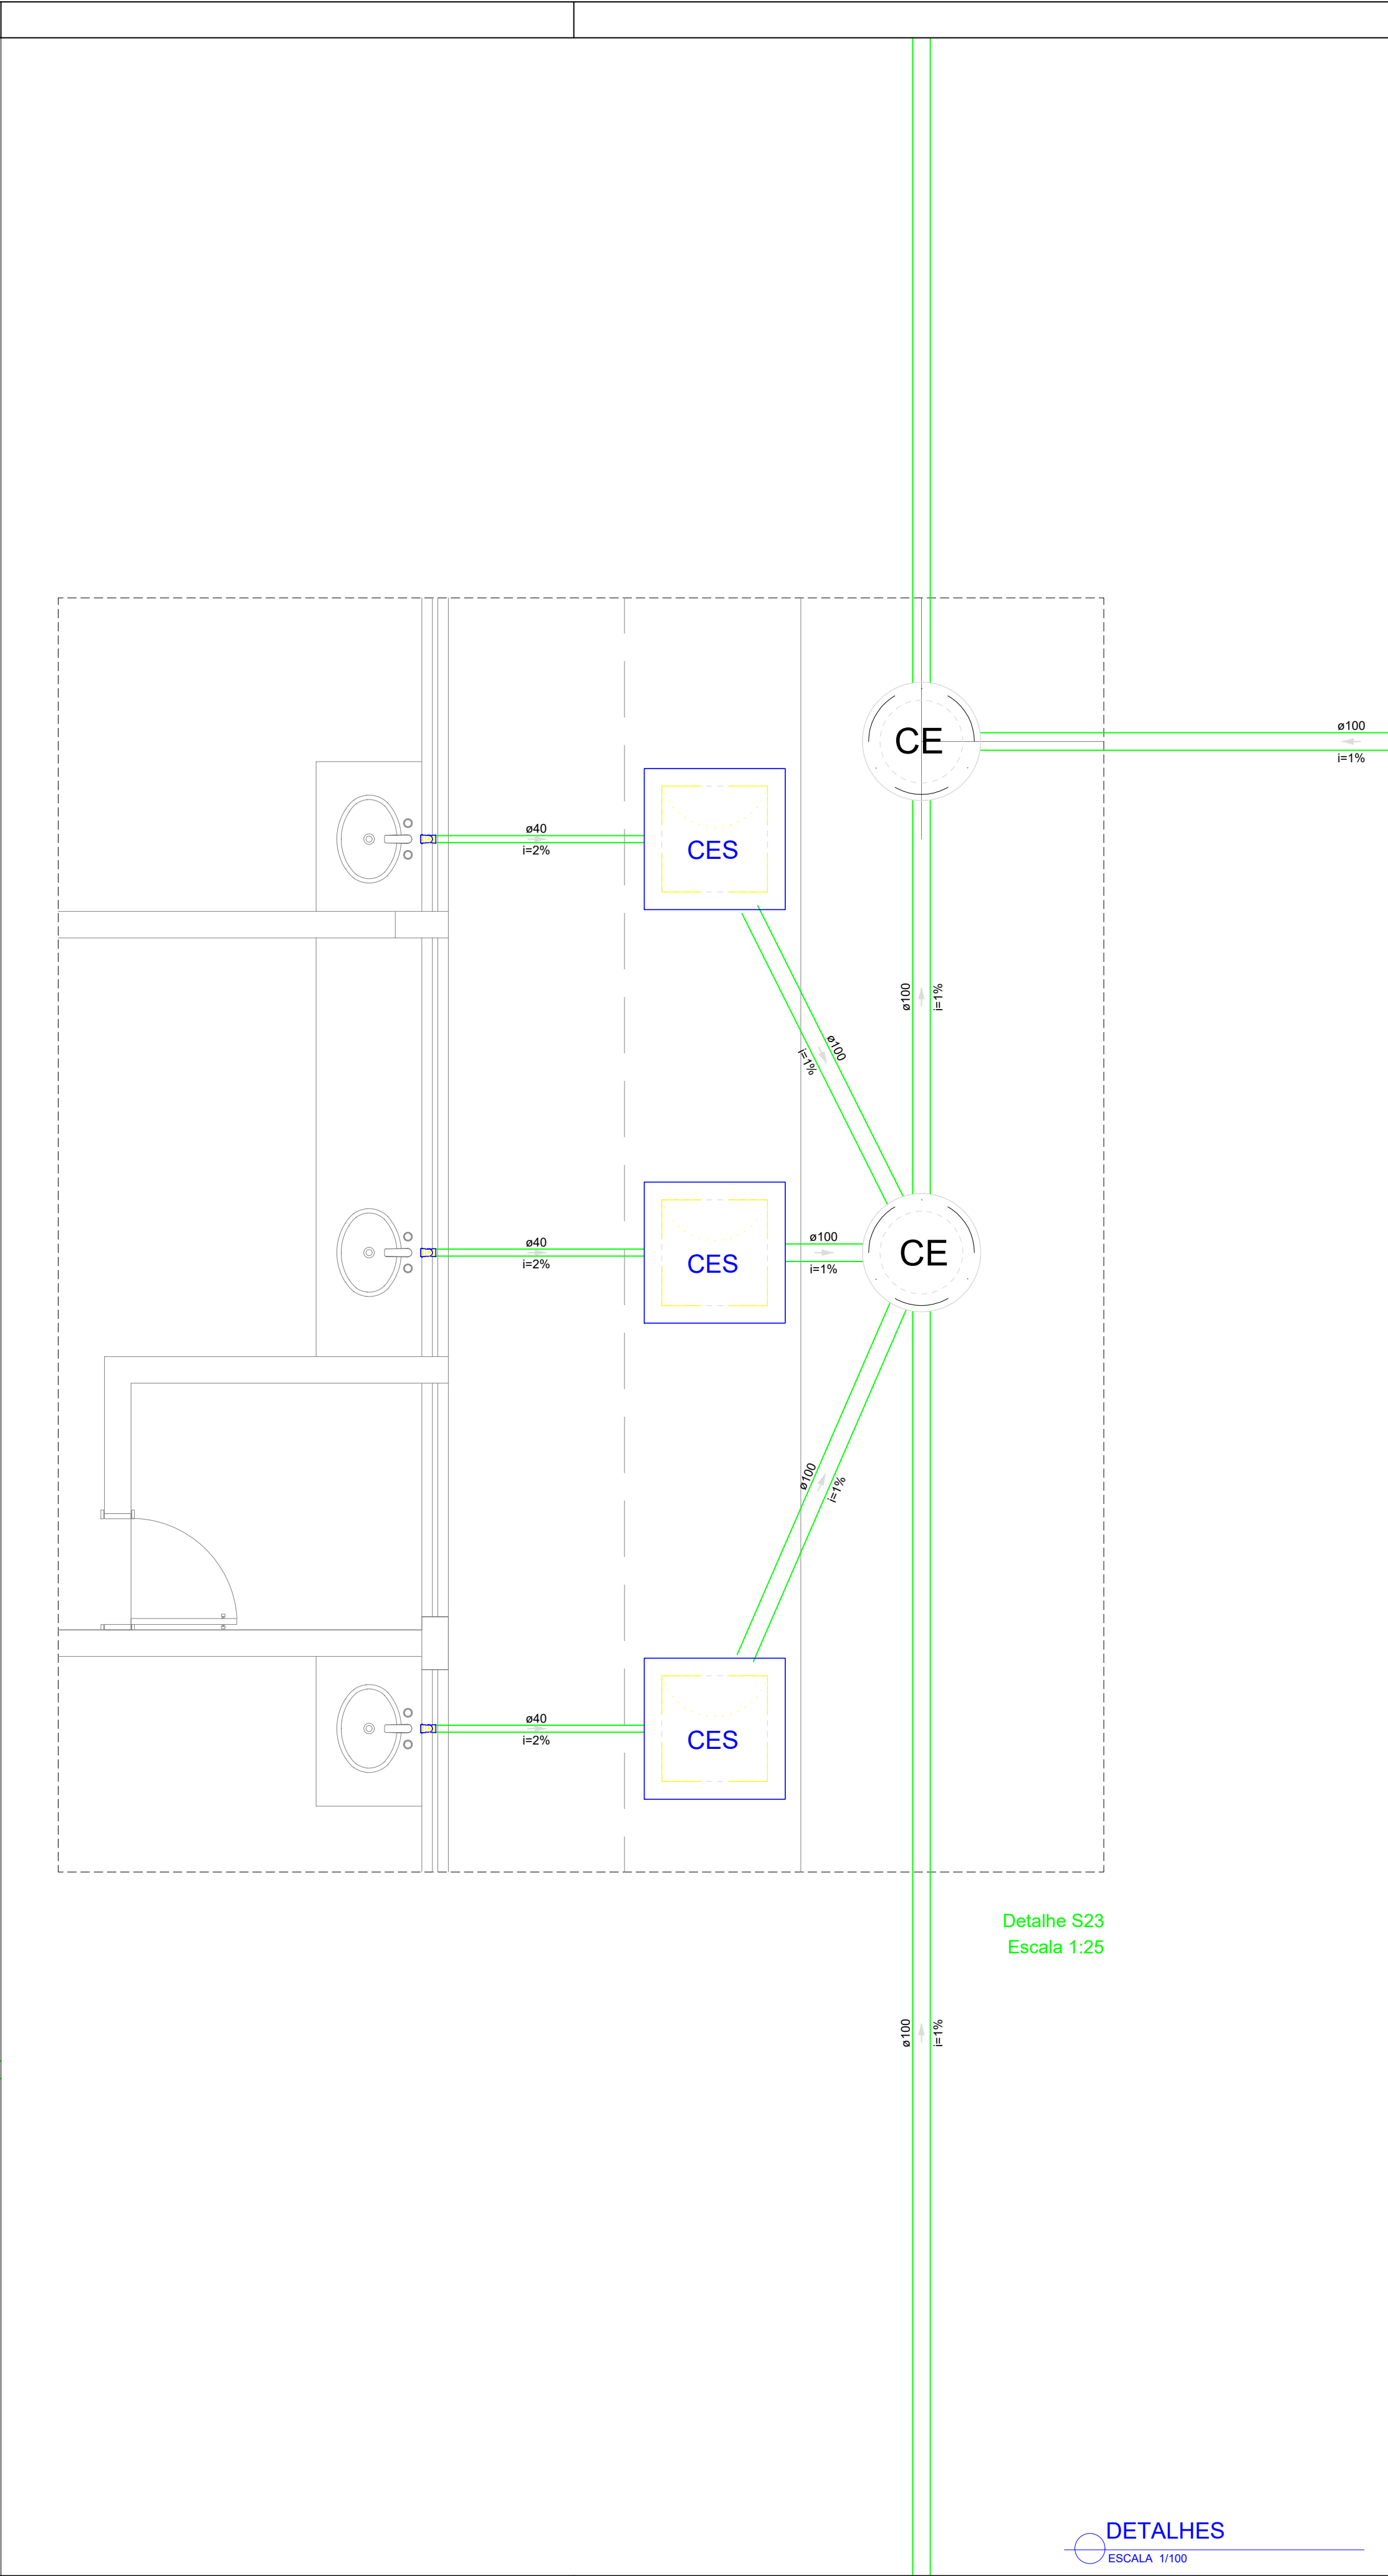 CE
ø100
i=1%
ø40
i=2%
CES
ø100
i=1%
ø100
i=1%
ø40
i=2%
CES
ø100
i=1%
CE
ø100
i=1%
ø40
i=2%
CES
Detalhe S23
Escala 1:25
ø100
i=1%
DETALHES
ESCALA 1/100